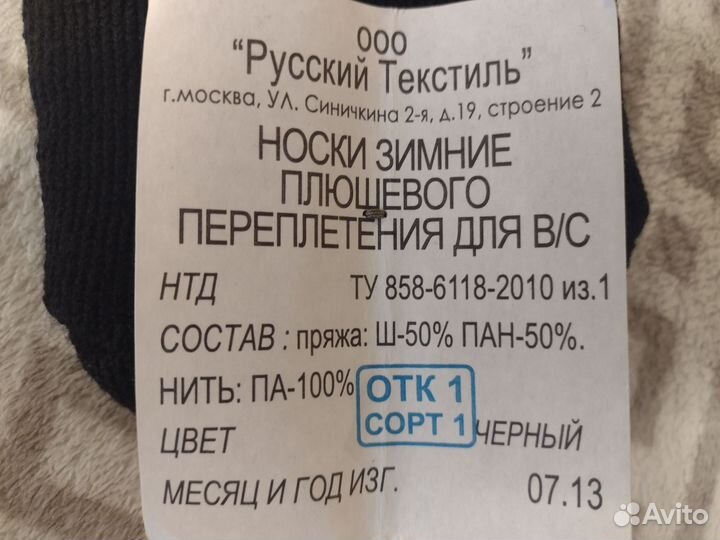 ООО
"Русский Текстиль"
г.москва, УЛ. Синичкина 2-я, д.19, строение 2
НОСКИ ЗИМНИЕ
ПЛЮШЕВОГО
ПЕРЕПЛЕТЕНИЯ ДЛЯ В/С
НТД ТУ 858-6118-2010 из.1
СОСТАВ : пряжа: Ш-50% ПАН-50%.
НИТЬ: ПА-100% ОТК 1
СОРТ 1
ЦВЕТ ЧЕРНЫЙ
МЕСЯЦ И ГОД ИЗГ. 07.13
Avito